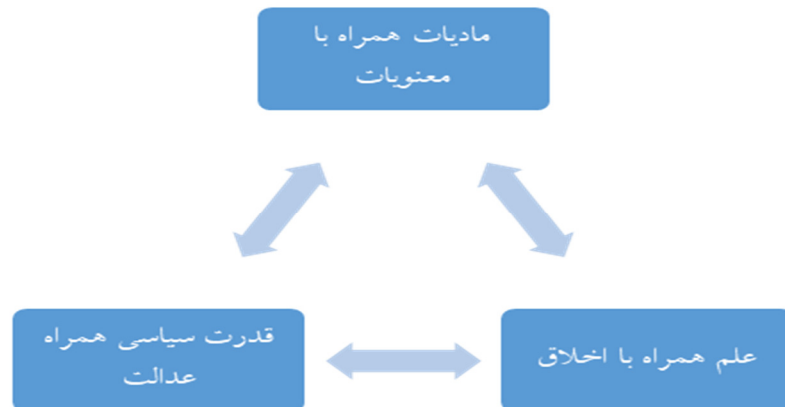 مادیات همراه با
معنویات
علم همراه با اخلاق
قدرت سیاسی همراه
عدالت